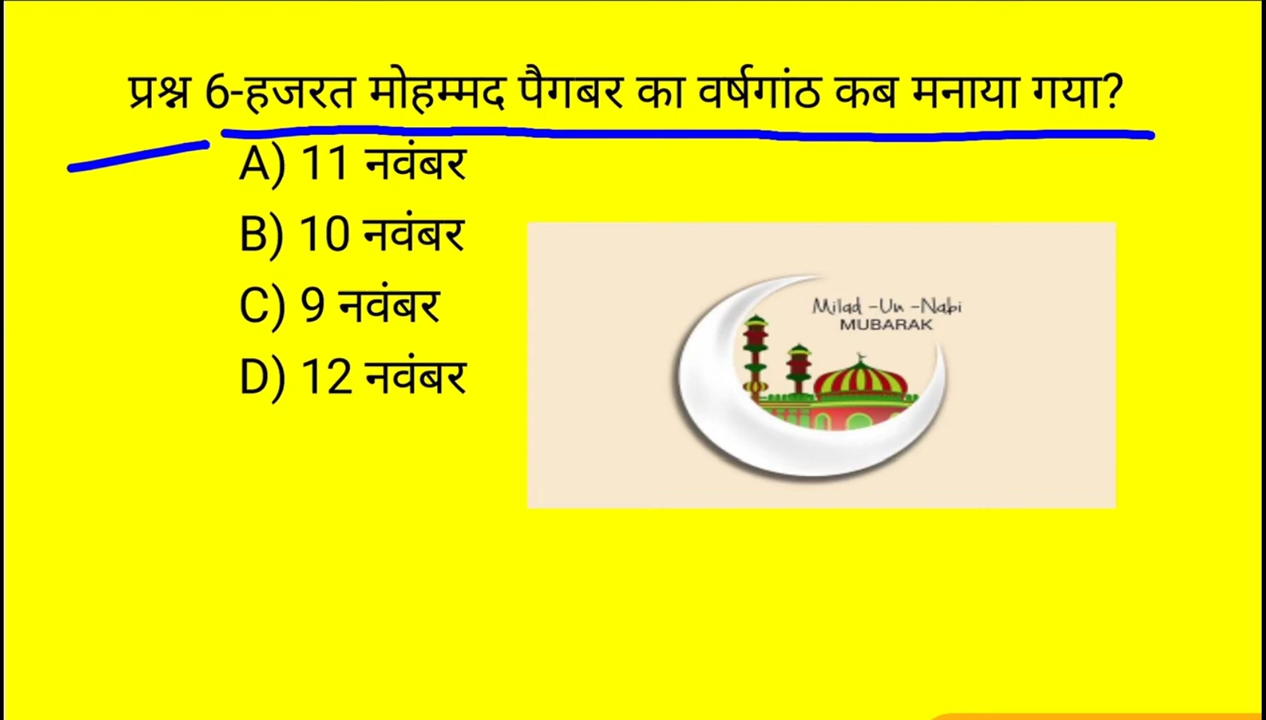 प्रश्न 6-हजरत मोहम्मद पैगबर का वर्षगांठ कब मनाया गया?
A) 11 नवंबर
B) 10 नवंबर
C) 9 नवंबर
D) 12 नवंबर
Milad -Un -Nabi
MUBARAK